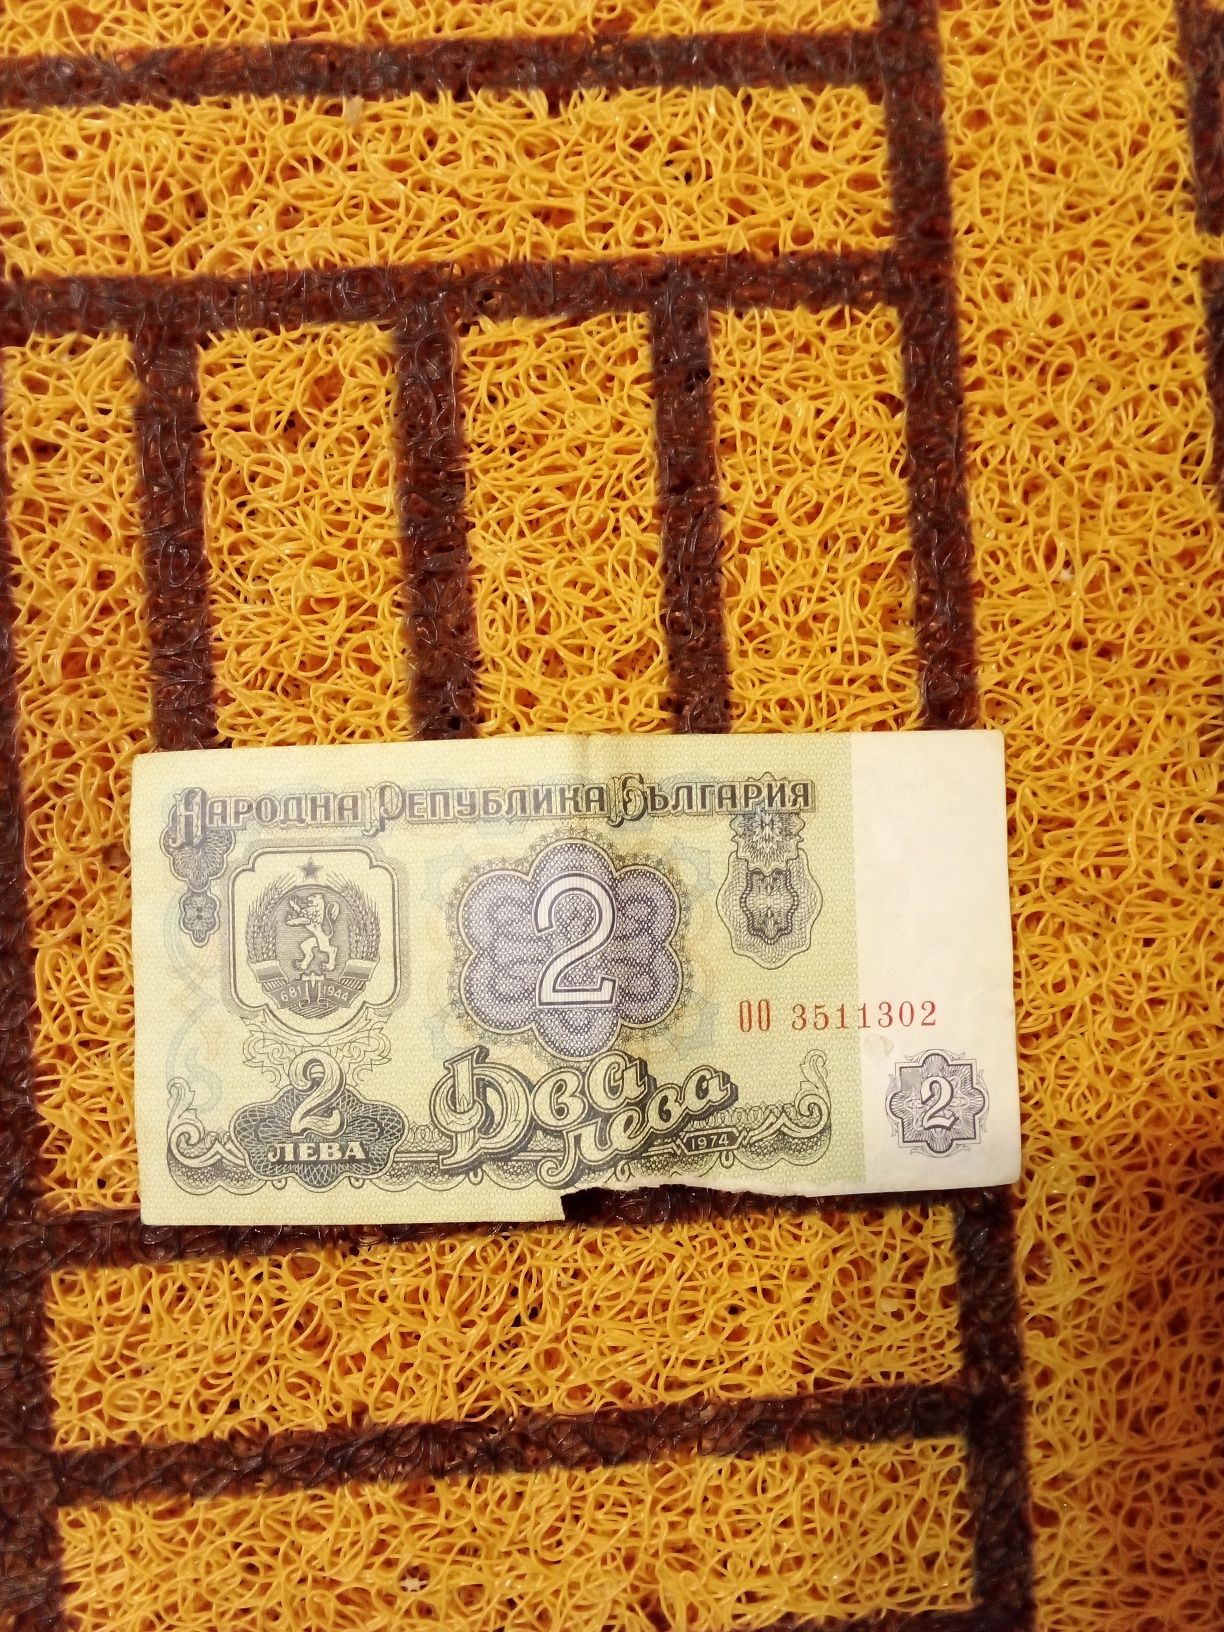 Народна Република България
2
681 1944
ОО 3511302
2
ЛЕВА
Два
лева
1974
2